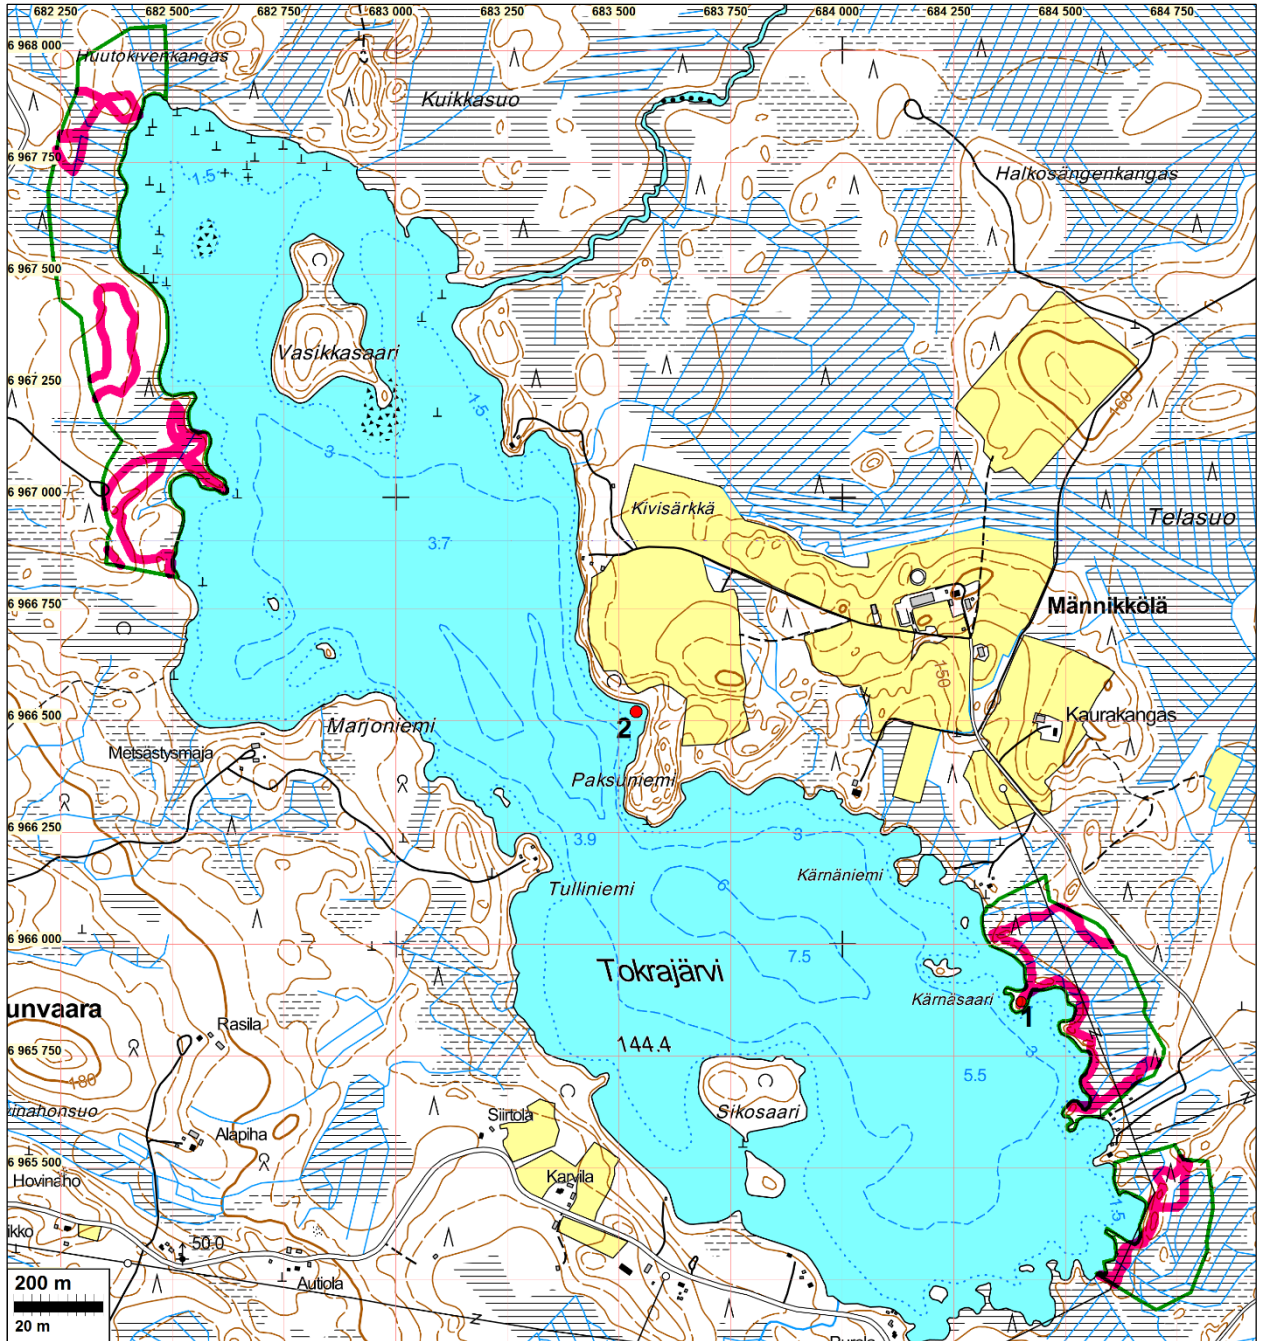 682 250
682 500
682 750
683 000
683 250
683 500
683 750
684 000
684 250
684 500
684 750
6 968 000
Huutokivenkangas
Kuikkasuo
6 967 750
1.5
Halkosängenkangas
6 967 500
Vasikkasaari
6 967 250
1.5
160
3
6 967 000
Kivisärkkä
Telasuo
3.7
6 966 750
Männikkölä
150
6 966 500
2
Marjoniemi
Kaurakangas
Metsästysmaja
Paksuniemi
6 966 250
3.9
3
Kärnäniemi
6
Tulliniemi
6 966 000
7.5
Tokrajärvi
Kärnäsaari
1
unvaara
Rasila
144.4
3
6 965 750
5.5
180
vinahonsuo
Sikosaari
Siirtola
Alapiha
6 965 500
Hovinaho
Karvila
1.5
ikko
50.0
200 m
Autiola
20 m